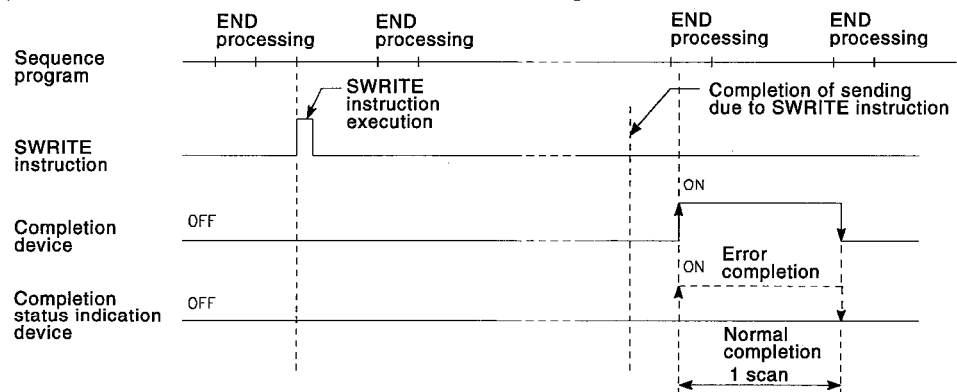 END processing
END processing
END processing
END processing
Sequence program
SWRITE instruction execution
Completion of sending due to SWRITE instruction
SWRITE instruction
ON
Completion device
OFF
Error completion
ON
Completion status indication device
OFF
Normal completion
1 scan